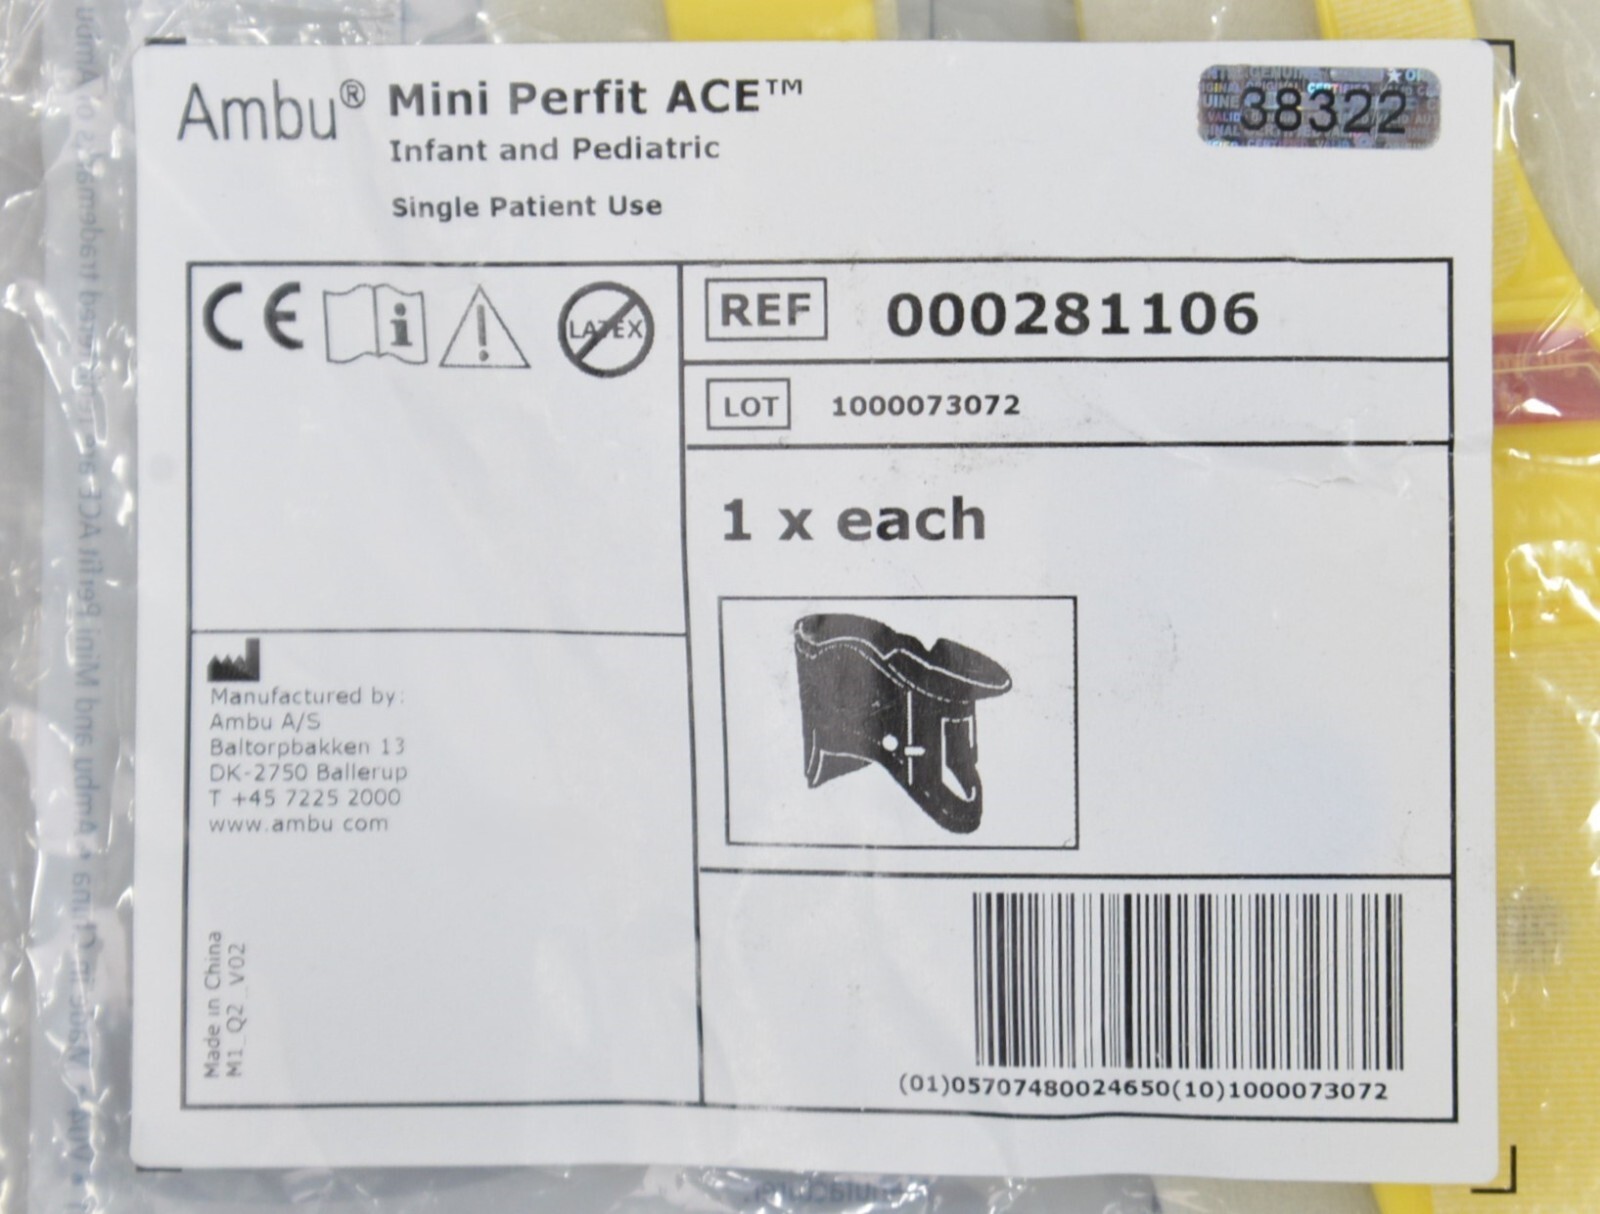 Ambu® Mini Perfit ACE™
Infant and Pediatric
Single Patient Use
38322
CE
LATEX
REF 000281106
LOT 1000073072
1 x each
Manufactured by:
Ambu A/S
Baltorpbakken 13
DK-2750 Ballerup
T +45 7225 2000
www.ambu com
Made in China
M1_Q2_V02
(01)05707480024650(10)1000073072